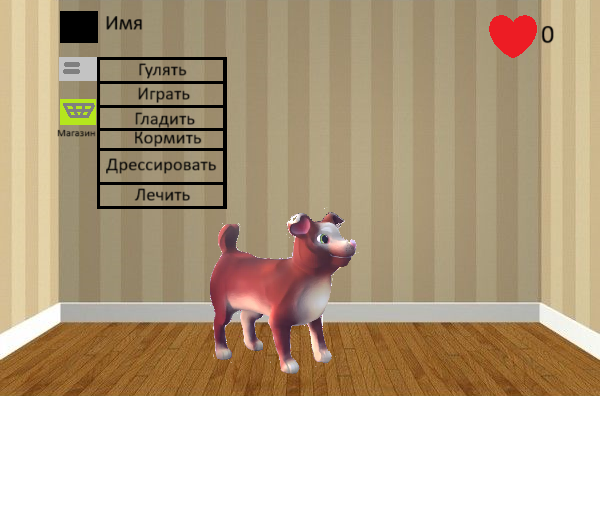 Имя
0
Гулять
Играть
Гладить
Кормить
Дрессировать
Лечить
Магазин